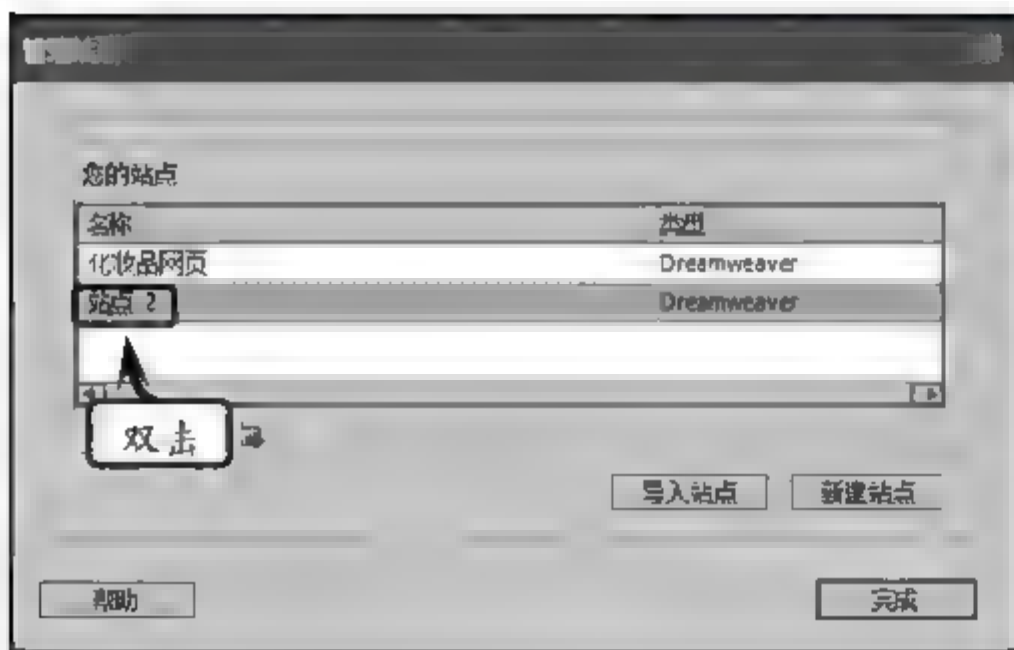 您的站点
名称 类型
化妆品网页 Dreamweaver
站点 2 Dreamweaver
双击
导入站点 新建站点
帮助 完成